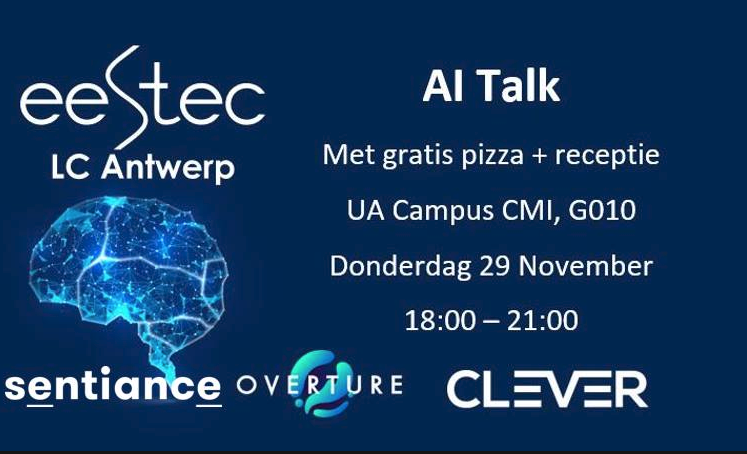 eestec
LC Antwerp
AI Talk
Met gratis pizza + receptie
UA Campus CMI, G010
Donderdag 29 November
18:00 – 21:00
sentiance
OVERTURE
CLEVER